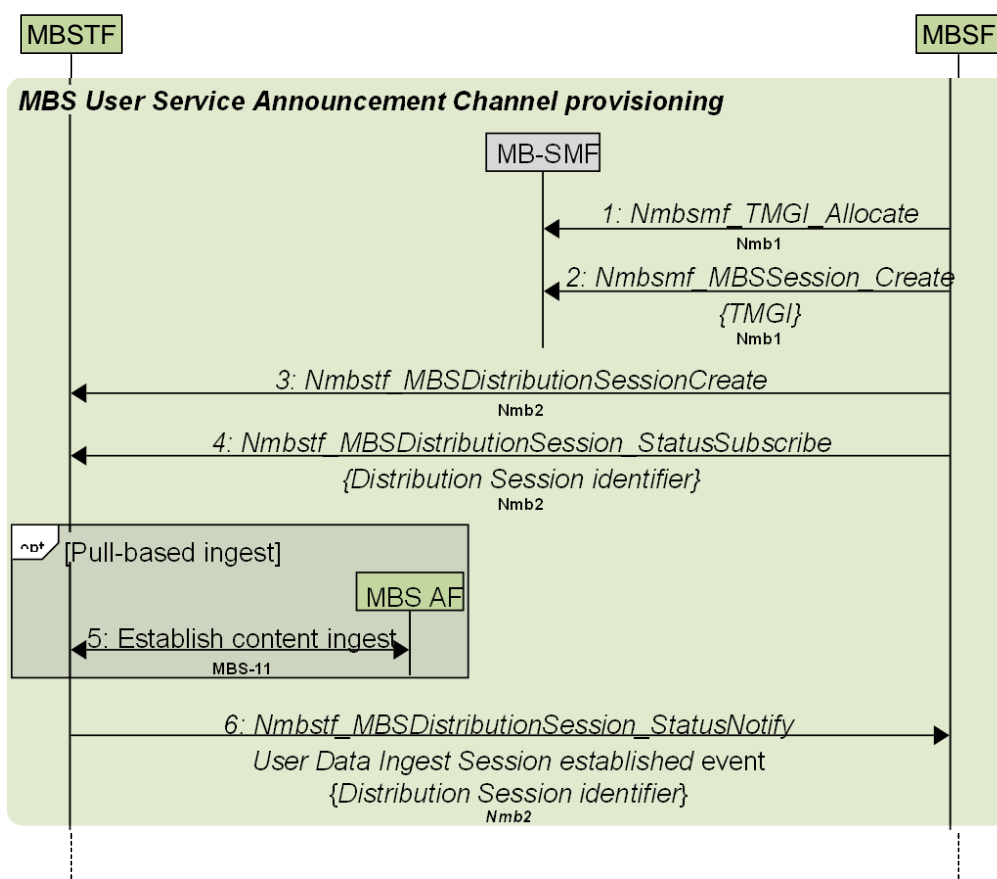 MBSTF
MBSF
MBS User Service Announcement Channel provisioning
MB-SMF
1: Nmbsmf_TMGI_Allocate
Nmb1
2: Nmbsmf_MBSSession_Create
{TMGI}
Nmb1
3: Nmbstf_MBSDistributionSessionCreate
Nmb2
4: Nmbstf_MBSDistributionSession_StatusSubscribe
{Distribution Session identifier}
Nmb2
opt [Pull-based ingest]
MBS AF
5: Establish content ingest
MBS-11
6: Nmbstf_MBSDistributionSession_StatusNotify
User Data Ingest Session established event
{Distribution Session identifier}
Nmb2